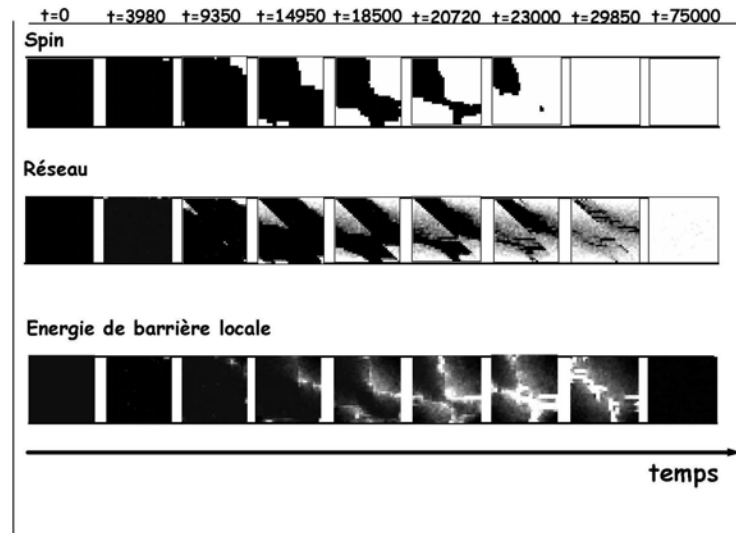 t=0 t=3980 t=9350 t=14950 t=18500 t=20720 t=23000 t=29850 t=75000
Spin
Réseau
Energie de barrière locale
temps